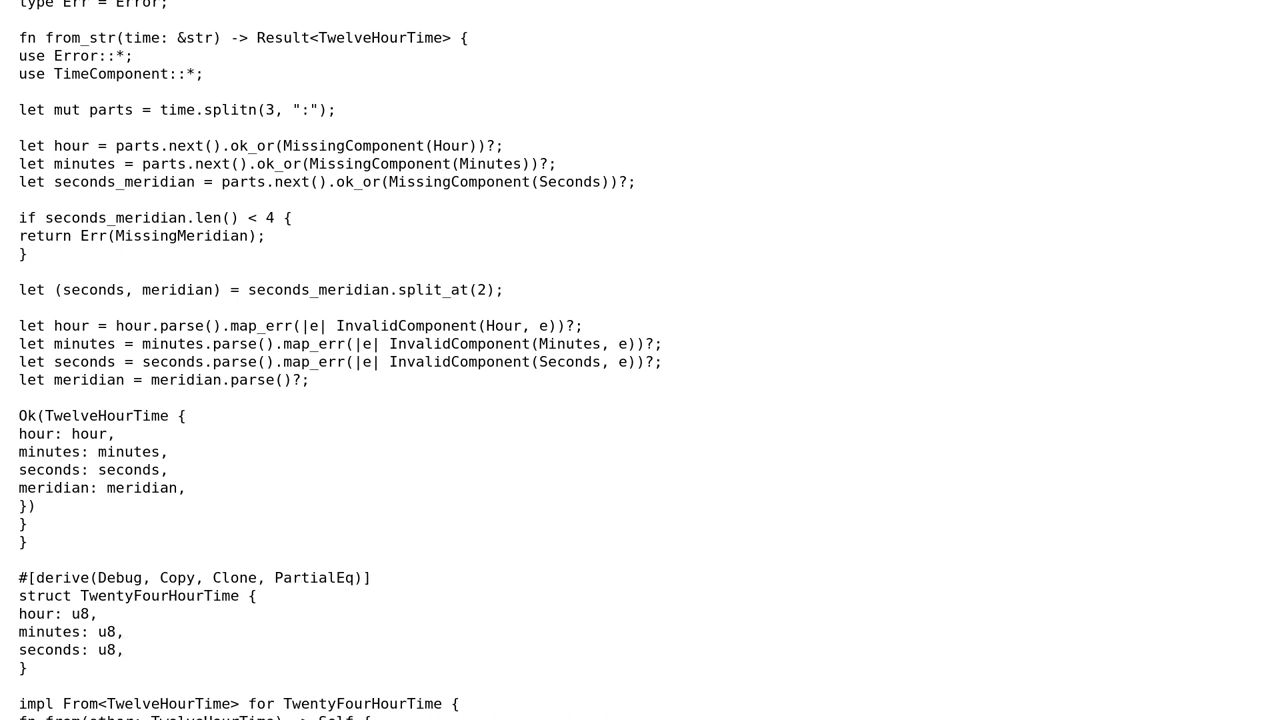 type Err = Error;
fn from_str(time: &str) -> Result<TwelveHourTime> {
use Error::*;
use TimeComponent::*;
let mut parts = time.splitn(3, ":");
let hour = parts.next().ok_or(MissingComponent(Hour))?;
let minutes = parts.next().ok_or(MissingComponent(Minutes))?;
let seconds_meridian = parts.next().ok_or(MissingComponent(Seconds))?;
if seconds_meridian.len() < 4 {
return Err(MissingMeridian);
}
let (seconds, meridian) = seconds_meridian.split_at(2);
let hour = hour.parse().map_err(|e| InvalidComponent(Hour, e))?;
let minutes = minutes.parse().map_err(|e| InvalidComponent(Minutes, e))?;
let seconds = seconds.parse().map_err(|e| InvalidComponent(Seconds, e))?;
let meridian = meridian.parse()?;
Ok(TwelveHourTime {
hour: hour,
minutes: minutes,
seconds: seconds,
meridian: meridian,
})
}
}
#[derive(Debug, Copy, Clone, PartialEq)]
struct TwentyFourHourTime {
hour: u8,
minutes: u8,
seconds: u8,
}
impl From<TwelveHourTime> for TwentyFourHourTime {
fn from(other: TwelveHourTime) -> Self {